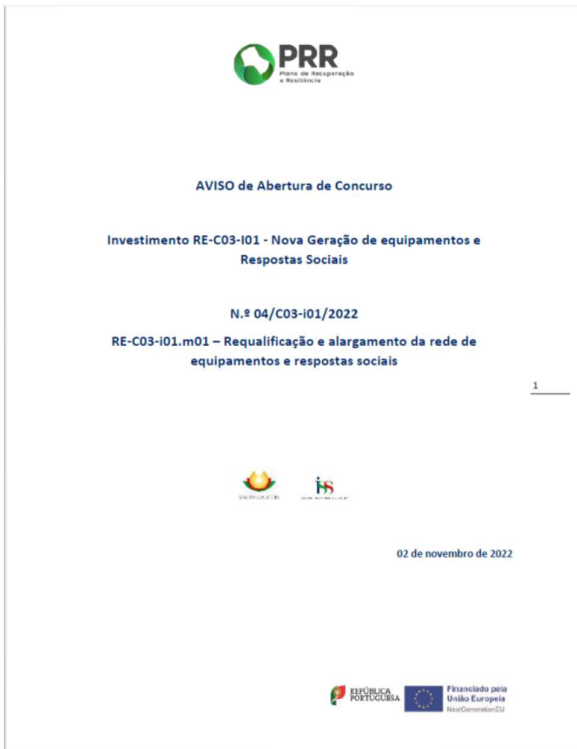 PRR
Plano de Recuperação
e Resiliência
AVISO de Abertura de Concurso
Investimento RE-C03-I01 - Nova Geração de equipamentos e
Respostas Sociais
N.º 04/C03-i01/2022
RE-C03-i01.m01 – Requalificação e alargamento da rede de
equipamentos e respostas sociais
1
iss
02 de novembro de 2022
REPÚBLICA
PORTUGUESA
Financiado pela
União Europeia
NextGenerationEU